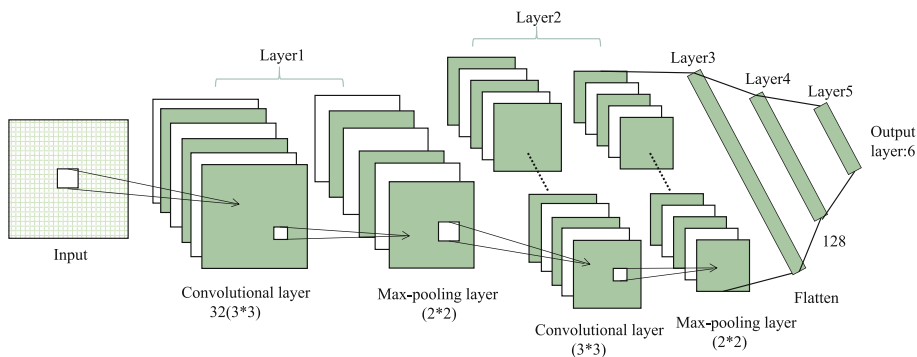 Layer1
Layer2
Layer3
Layer4
Layer5
Output
layer:6
Input
128
Flatten
Convolutional layer
32(3*3)
Max-pooling layer
(2*2)
Convolutional layer
(3*3)
Max-pooling layer
(2*2)